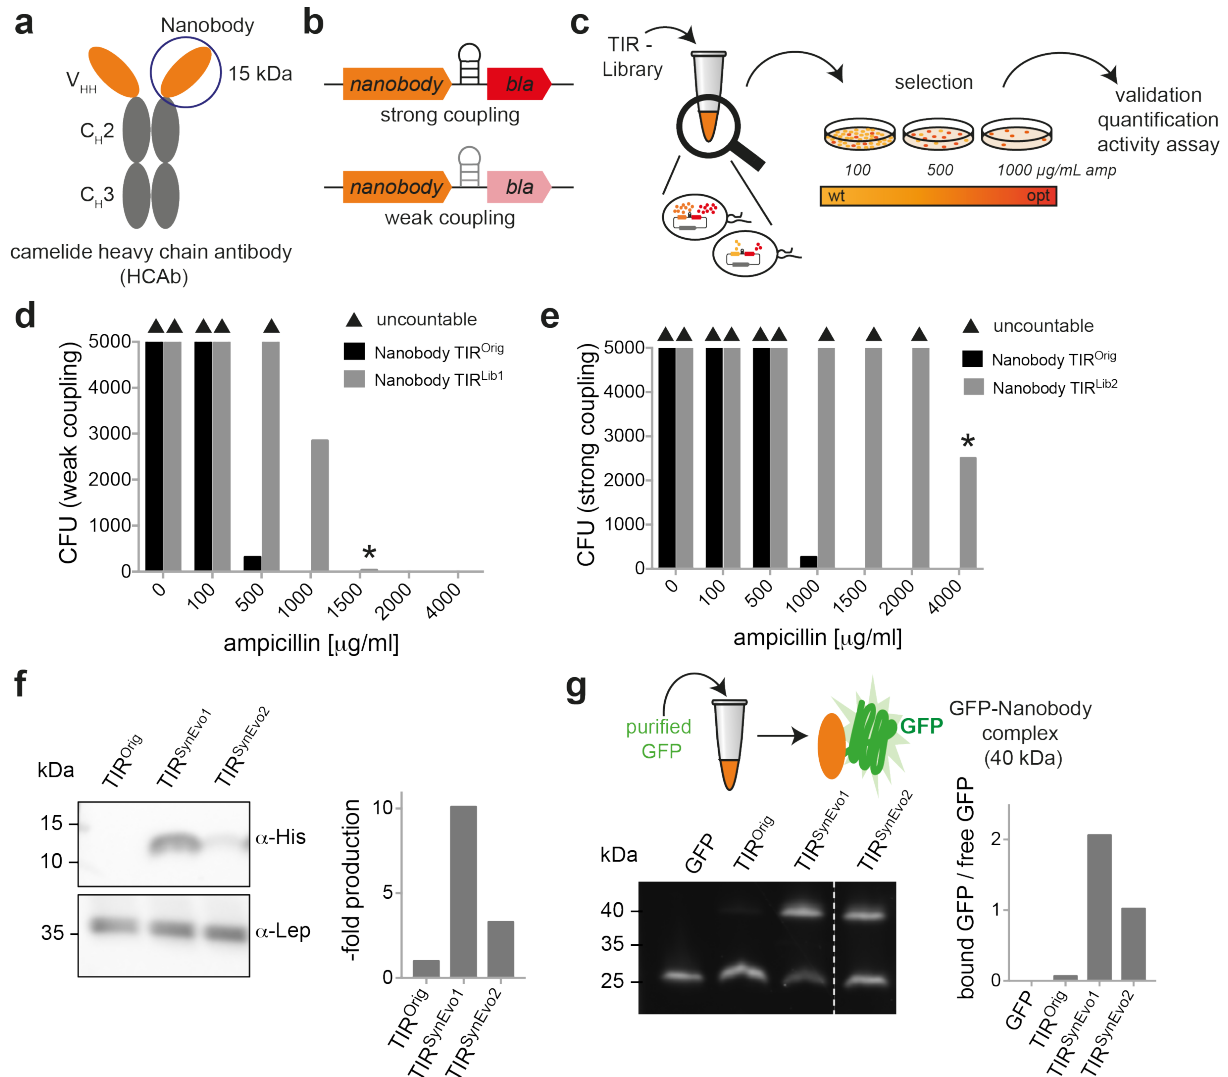 a
Nanobody
15 kDa
VHH
CH2
CH3
camelide heavy chain antibody
(HCAb)
b
nanobody
bla
strong coupling
nanobody
bla
weak coupling
c
TIR -
Library
selection
validation
quantification
activity assay
100
500
1000 µg/mL amp
wt
opt
d
uncountable
Nanobody TIROrig
Nanobody TIRLib1
CFU (weak coupling)
5000
4000
3000
2000
1000
0
0
100
500
1000
1500
2000
4000
*
ampicillin [µg/ml]
e
uncountable
Nanobody TIROrig
Nanobody TIRLib2
CFU (strong coupling)
5000
4000
3000
2000
1000
0
0
100
500
1000
1500
2000
4000
*
ampicillin [µg/ml]
f
kDa
TIROrig
TIRSynEvo1
TIRSynEvo2
15
10
α-His
35
α-Lep
-fold production
10
5
0
TIROrig
TIRSynEvo1
TIRSynEvo2
g
purified
GFP
GFP
GFP-Nanobody
complex
(40 kDa)
kDa
GFP
TIROrig
TIRSynEvo1
TIRSynEvo2
40
35
25
bound GFP / free GFP
2
1
0
GFP
TIROrig
TIRSynEvo1
TIRSynEvo2